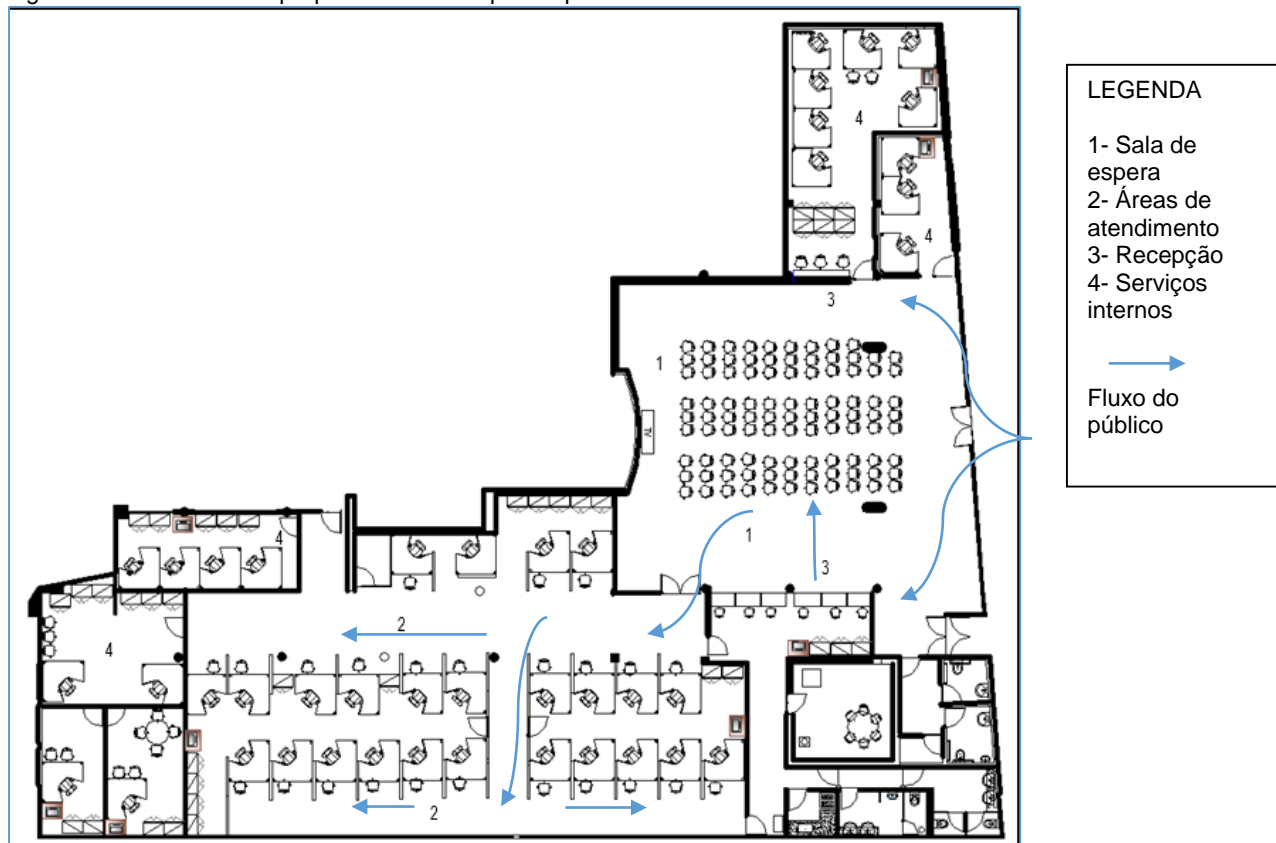 4
4
3
1
TV
1
3
4
2
4
2
LEGENDA
1- Sala de
espera
2- Áreas de
atendimento
3- Recepção
4- Serviços
internos
Fluxo do
público